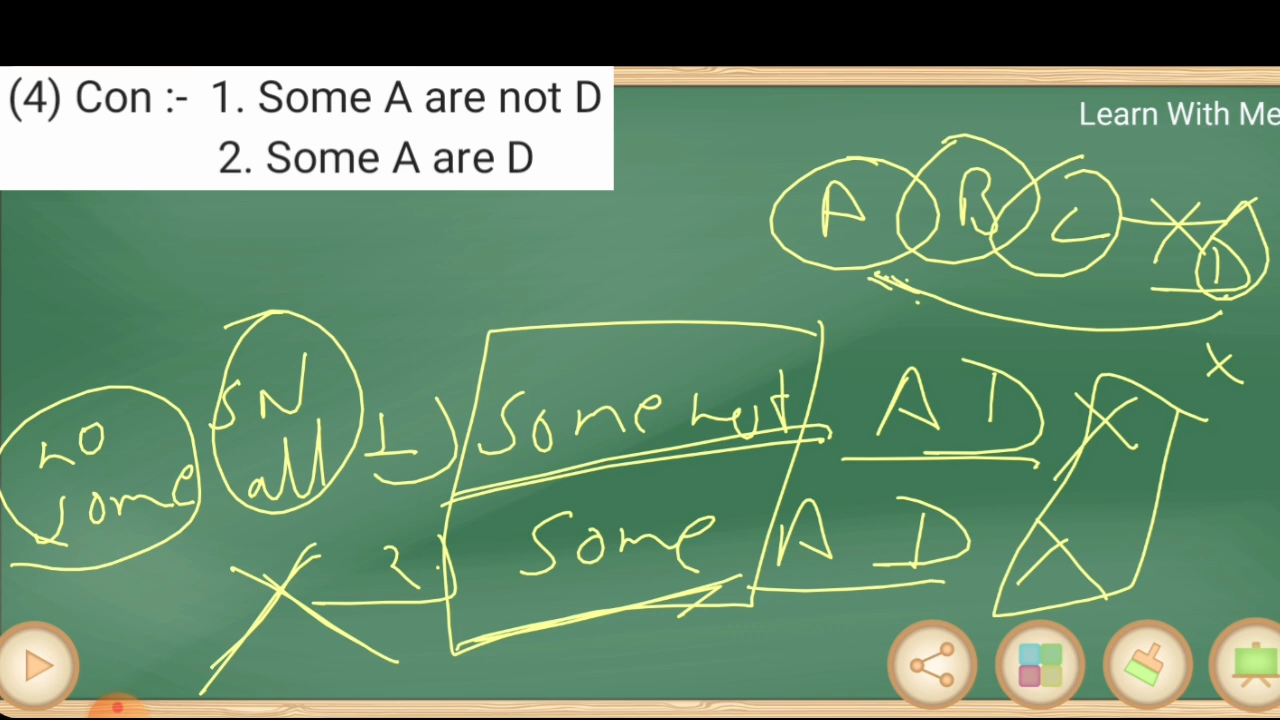 (4) Con :- 1. Some A are not D
2. Some A are D
Learn With Me
A B C D
SN
all
no
some
1) Some not A D
2. Some A D